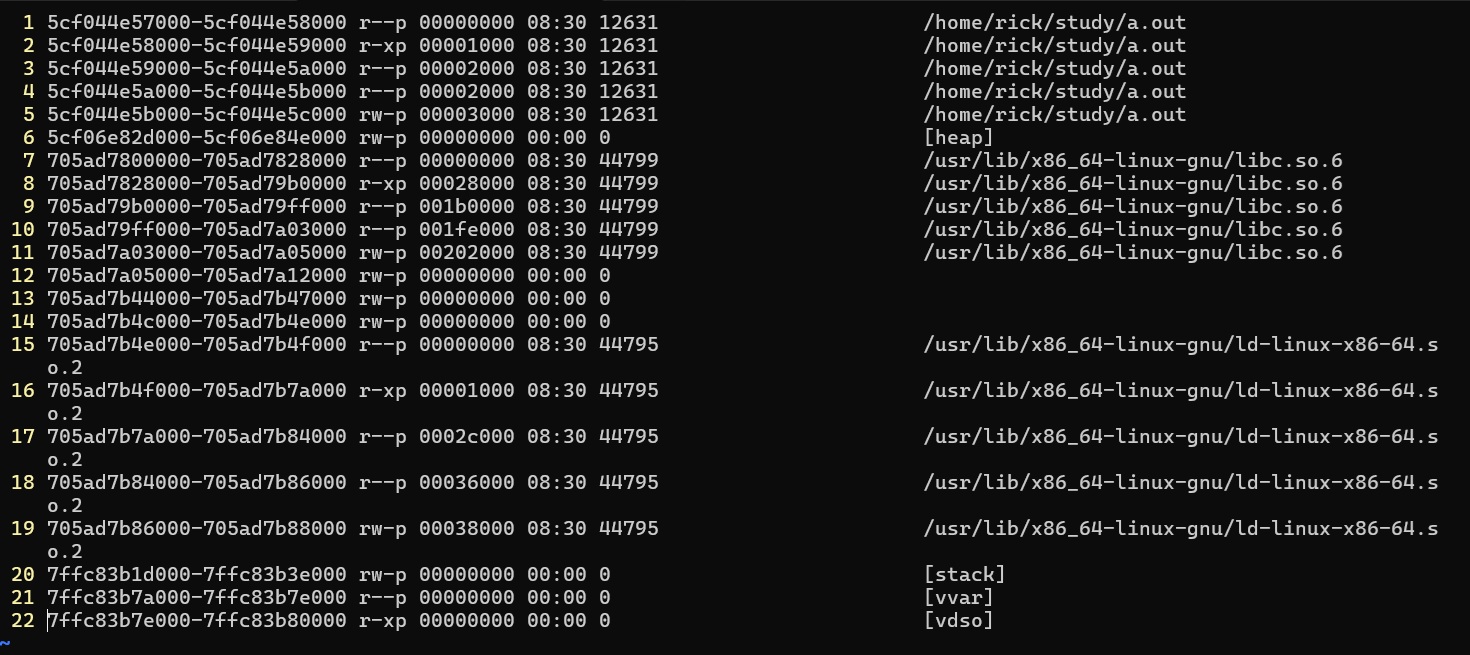 1 5cf044e57000-5cf044e58000 r--p 00000000 08:30 12631 /home/rick/study/a.out
2 5cf044e58000-5cf044e59000 r-xp 00001000 08:30 12631 /home/rick/study/a.out
3 5cf044e59000-5cf044e5a000 r--p 00002000 08:30 12631 /home/rick/study/a.out
4 5cf044e5a000-5cf044e5b000 r--p 00002000 08:30 12631 /home/rick/study/a.out
5 5cf044e5b000-5cf044e5c000 rw-p 00003000 08:30 12631 /home/rick/study/a.out
6 5cf06e82d000-5cf06e84e000 rw-p 00000000 00:00 0 [heap]
7 705ad7800000-705ad7828000 r--p 00000000 08:30 44799 /usr/lib/x86_64-linux-gnu/libc.so.6
8 705ad7828000-705ad79b0000 r-xp 00028000 08:30 44799 /usr/lib/x86_64-linux-gnu/libc.so.6
9 705ad79b0000-705ad79ff000 r--p 001b0000 08:30 44799 /usr/lib/x86_64-linux-gnu/libc.so.6
10 705ad79ff000-705ad7a03000 r--p 001fe000 08:30 44799 /usr/lib/x86_64-linux-gnu/libc.so.6
11 705ad7a03000-705ad7a05000 rw-p 00202000 08:30 44799 /usr/lib/x86_64-linux-gnu/libc.so.6
12 705ad7a05000-705ad7a12000 rw-p 00000000 00:00 0
13 705ad7b44000-705ad7b47000 rw-p 00000000 00:00 0
14 705ad7b4c000-705ad7b4e000 rw-p 00000000 00:00 0
15 705ad7b4e000-705ad7b4f000 r--p 00000000 08:30 44795 /usr/lib/x86_64-linux-gnu/ld-linux-x86-64.s
o.2
16 705ad7b4f000-705ad7b7a000 r-xp 00001000 08:30 44795 /usr/lib/x86_64-linux-gnu/ld-linux-x86-64.s
o.2
17 705ad7b7a000-705ad7b84000 r--p 0002c000 08:30 44795 /usr/lib/x86_64-linux-gnu/ld-linux-x86-64.s
o.2
18 705ad7b84000-705ad7b86000 r--p 00036000 08:30 44795 /usr/lib/x86_64-linux-gnu/ld-linux-x86-64.s
o.2
19 705ad7b86000-705ad7b88000 rw-p 00038000 08:30 44795 /usr/lib/x86_64-linux-gnu/ld-linux-x86-64.s
o.2
20 7ffc83b1d000-7ffc83b3e000 rw-p 00000000 00:00 0 [stack]
21 7ffc83b7a000-7ffc83b7e000 r--p 00000000 00:00 0 [vvar]
22 7ffc83b7e000-7ffc83b80000 r-xp 00000000 00:00 0 [vdso]
~